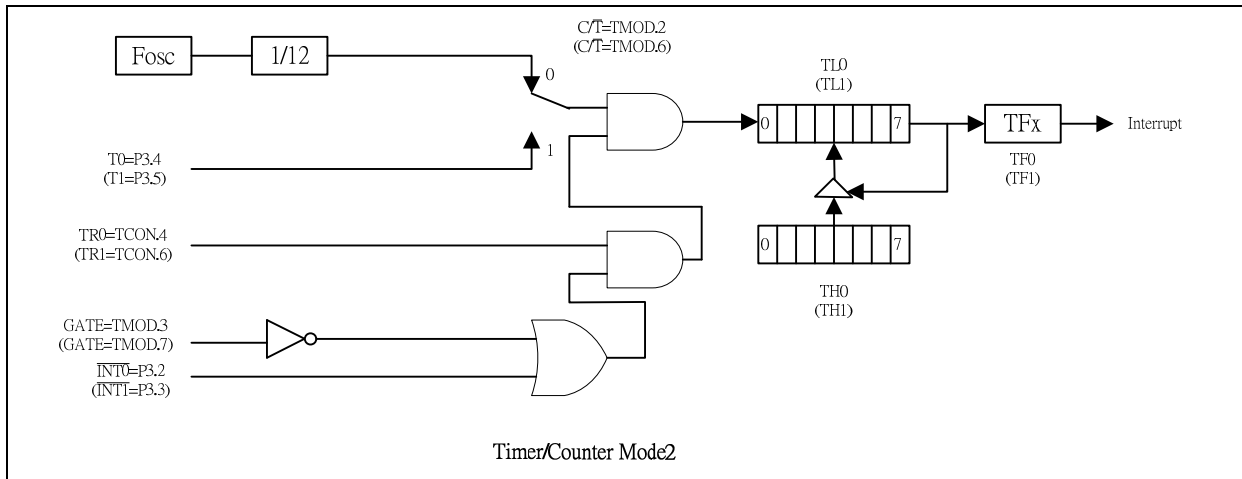 C/T̅=TMOD.2
(C/T̅=TMOD.6)
Fosc
1/12
0
1
T0=P3.4
(T1=P3.5)
TL0
(TL1)
0
7
TFx
Interrupt
TF0
(TF1)
TR0=TCON.4
(TR1=TCON.6)
0
7
TH0
(TH1)
GATE=TMOD.3
(GATE=TMOD.7)
I̅N̅T̅0̅=P3.2
(I̅N̅T̅1̅=P3.3)
Timer/Counter Mode2